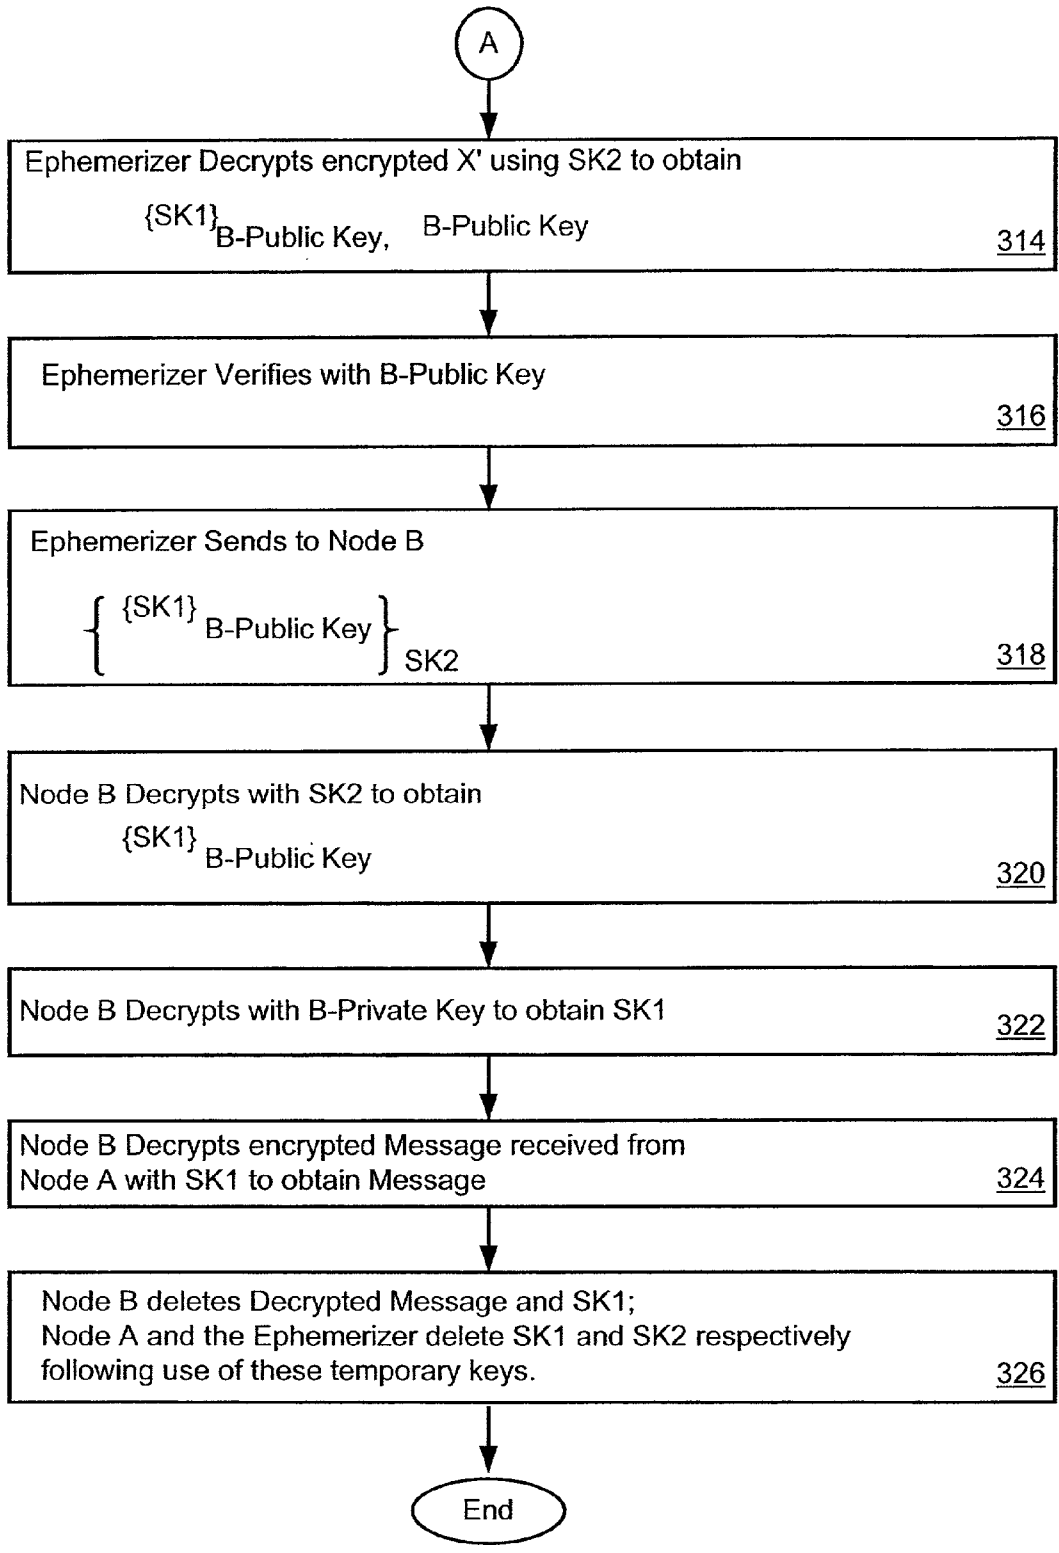 A
Ephemerizer Decrypts encrypted X' using SK2 to obtain
{SK1} B-Public Key, B-Public Key
314
Ephemerizer Verifies with B-Public Key
316
Ephemerizer Sends to Node B
{ {SK1} B-Public Key } SK2
318
Node B Decrypts with SK2 to obtain
{SK1} B-Public Key
320
Node B Decrypts with B-Private Key to obtain SK1
322
Node B Decrypts encrypted Message received from
Node A with SK1 to obtain Message
324
Node B deletes Decrypted Message and SK1;
Node A and the Ephemerizer delete SK1 and SK2 respectively
following use of these temporary keys.
326
End